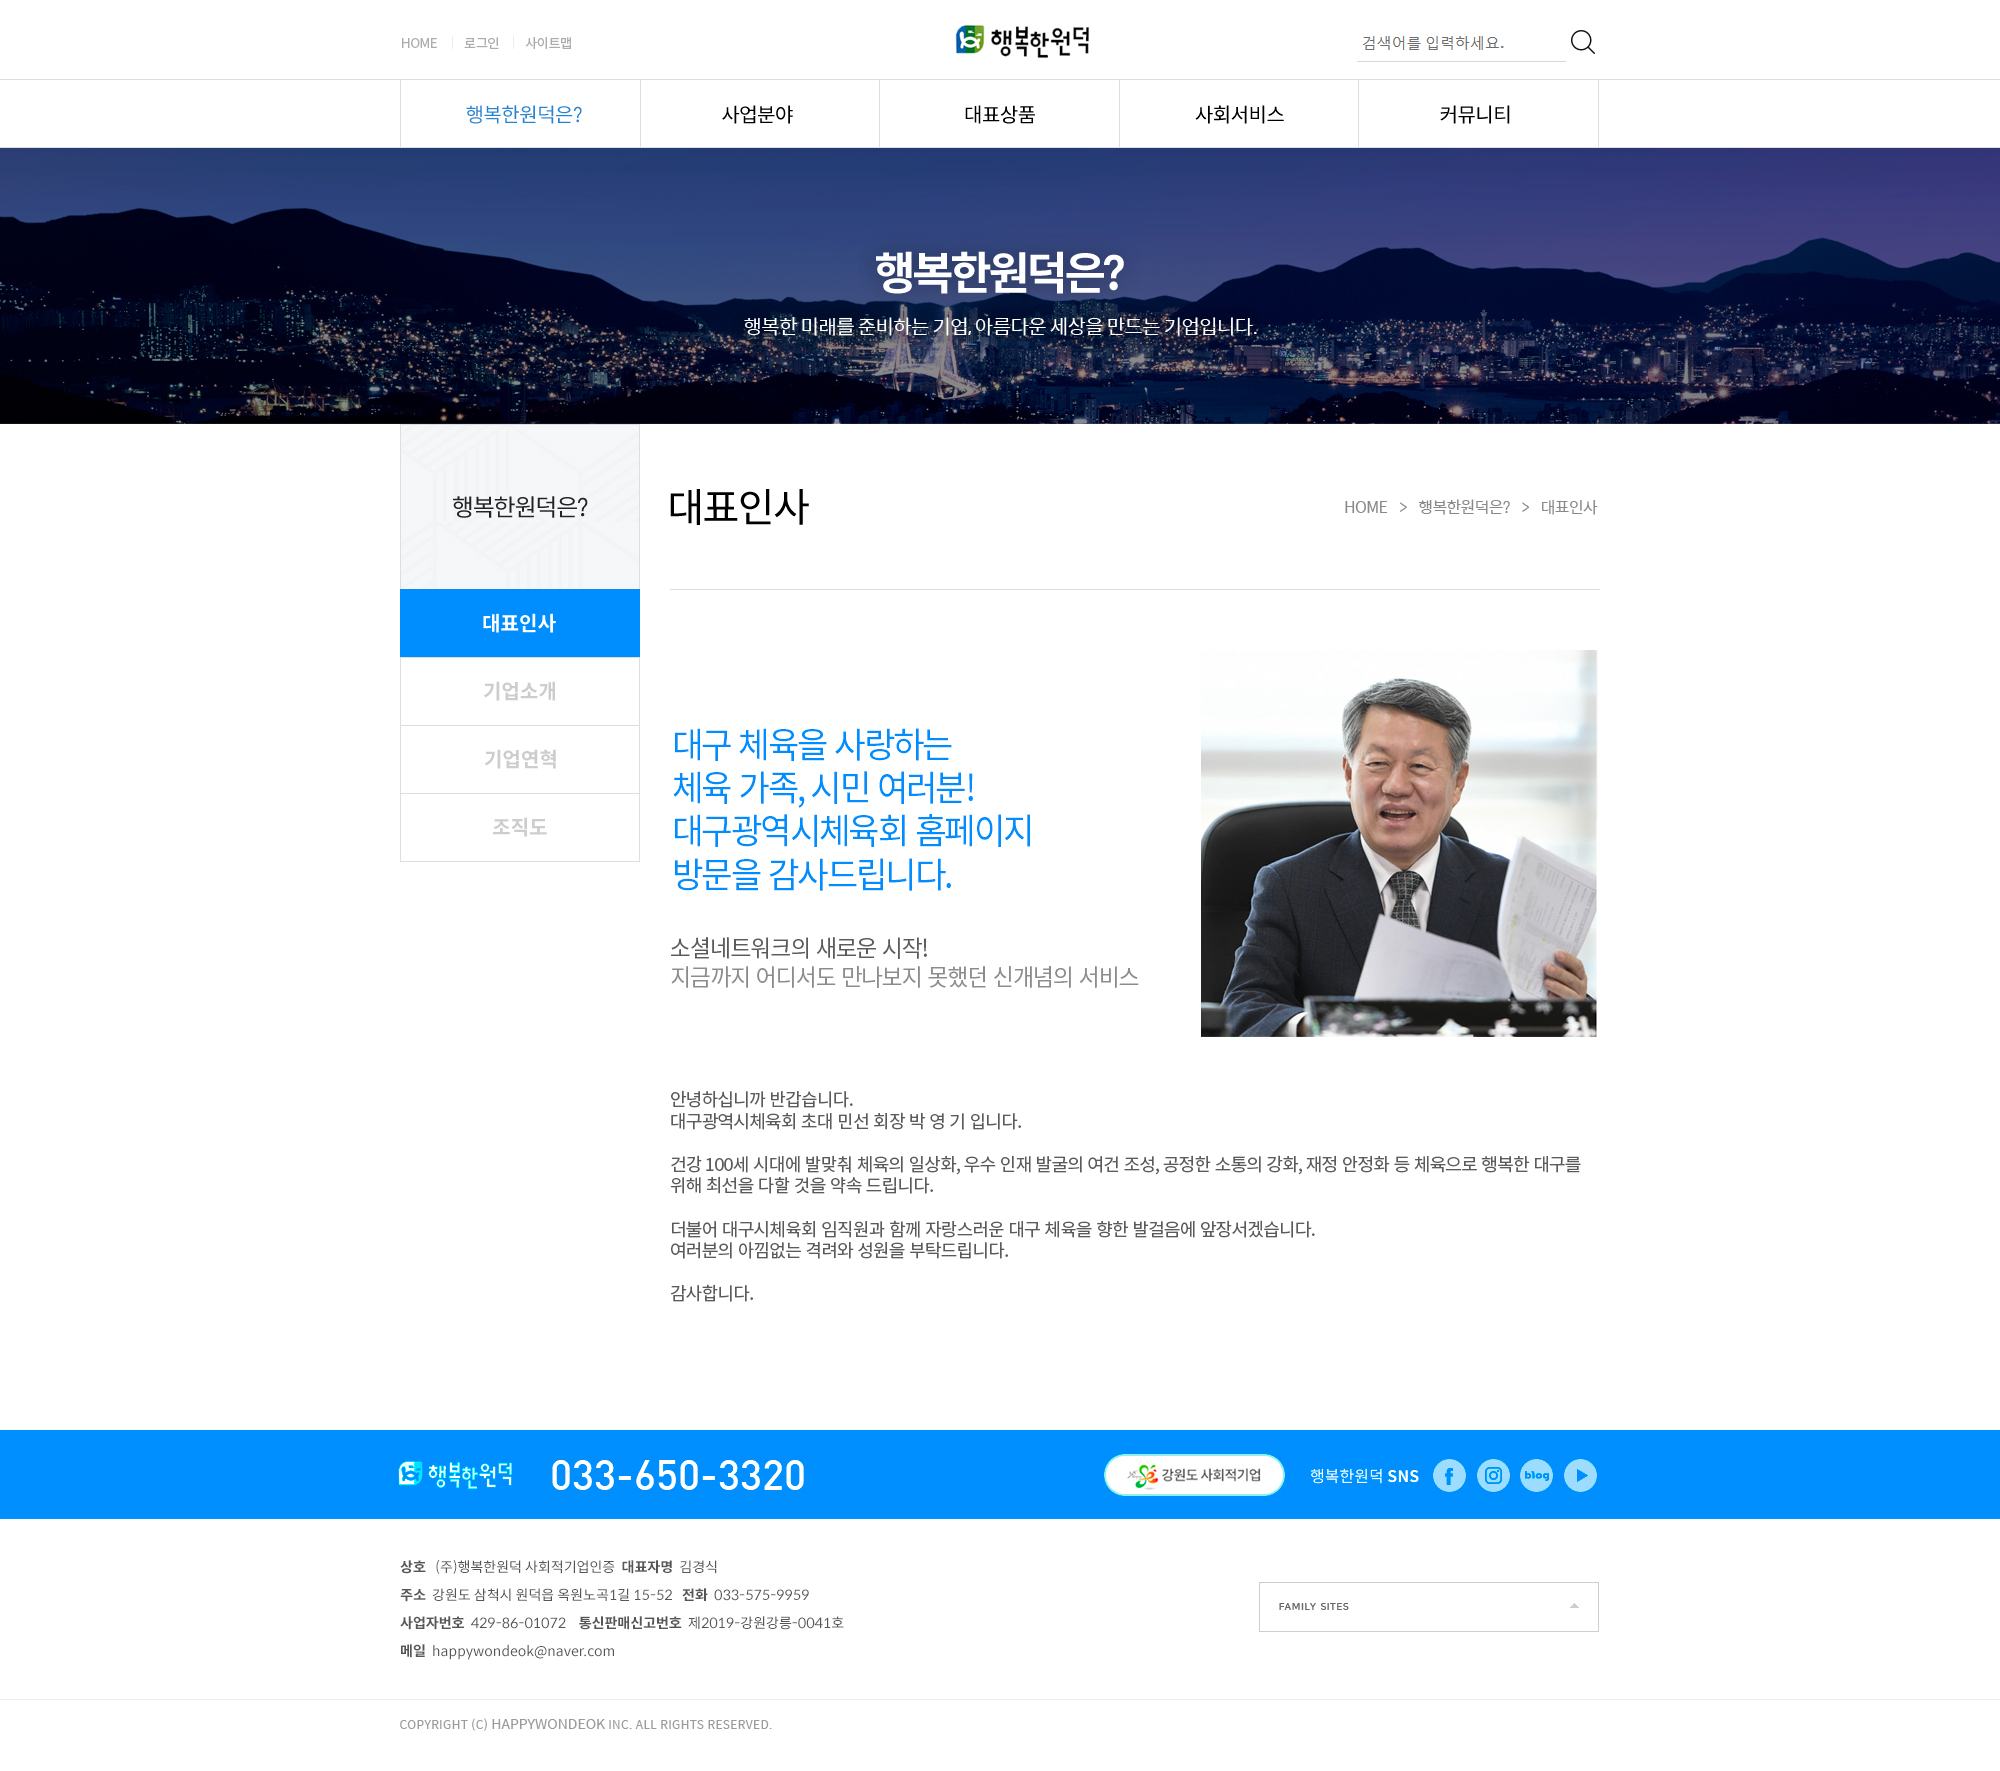 HOME 로그인 사이트맵
행복한원덕
검색어를 입력하세요.
행복한원덕은? 사업분야 대표상품 사회서비스 커뮤니티
행복한원덕은?
행복한 미래를 준비하는 기업, 아름다운 세상을 만드는 기업입니다.
행복한원덕은?
대표인사
기업소개
기업연혁
조직도
대표인사
HOME > 행복한원덕은? > 대표인사
대구 체육을 사랑하는
체육 가족, 시민 여러분!
대구광역시체육회 홈페이지
방문을 감사드립니다.
소셜네트워크의 새로운 시작!
지금까지 어디서도 만나보지 못했던 신개념의 서비스
안녕하십니까 반갑습니다.
대구광역시체육회 초대 민선 회장 박 영 기 입니다.
건강 100세 시대에 발맞춰 체육의 일상화, 우수 인재 발굴의 여건 조성, 공정한 소통의 강화, 재정 안정화 등 체육으로 행복한 대구를
위해 최선을 다할 것을 약속 드립니다.
더불어 대구시체육회 임직원과 함께 자랑스러운 대구 체육을 향한 발걸음에 앞장서겠습니다.
여러분의 아낌없는 격려와 성원을 부탁드립니다.
감사합니다.
행복한원덕 033-650-3320
강원도 사회적기업
행복한원덕 SNS
blog
상호 (주)행복한원덕 사회적기업인증 대표자명 김경식
주소 강원도 삼척시 원덕읍 옥원노곡1길 15-52 전화 033-575-9959
사업자번호 429-86-01072 통신판매신고번호 제2019-강원강릉-0041호
메일 happywondeok@naver.com
FAMILY SITES
COPYRIGHT (C) HAPPYWONDEOK INC. ALL RIGHTS RESERVED.